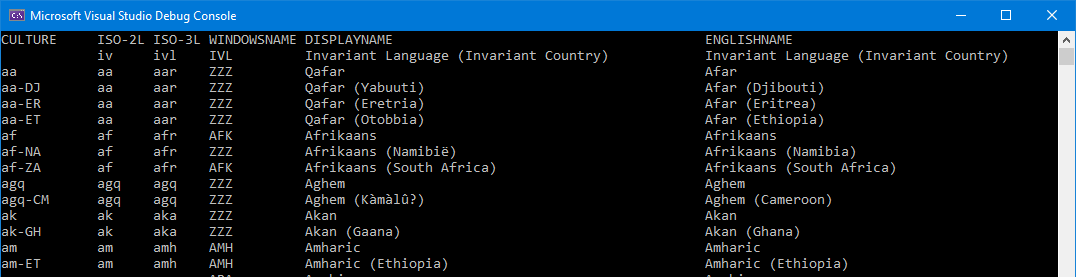 Microsoft Visual Studio Debug Console
CULTURE ISO-2L ISO-3L WINDOWSNAME DISPLAYNAME ENGLISHNAME
iv ivl IVL Invariant Language (Invariant Country) Invariant Language (Invariant Country)
aa aa aar ZZZ Qafar Afar
aa-DJ aa aar ZZZ Qafar (Yabuuti) Afar (Djibouti)
aa-ER aa aar ZZZ Qafar (Eretria) Afar (Eritrea)
aa-ET aa aar ZZZ Qafar (Otobbia) Afar (Ethiopia)
af af afr AFK Afrikaans Afrikaans
af-NA af afr ZZZ Afrikaans (Namibië) Afrikaans (Namibia)
af-ZA af afr AFK Afrikaans (South Africa) Afrikaans (South Africa)
agq agq agq ZZZ Aghem Aghem
agq-CM agq agq ZZZ Aghem (Kàmàlû?) Aghem (Cameroon)
ak ak aka ZZZ Akan Akan
ak-GH ak aka ZZZ Akan (Gaana) Akan (Ghana)
am am amh AMH Amharic Amharic
am-ET am amh AMH Amharic (Ethiopia) Amharic (Ethiopia)